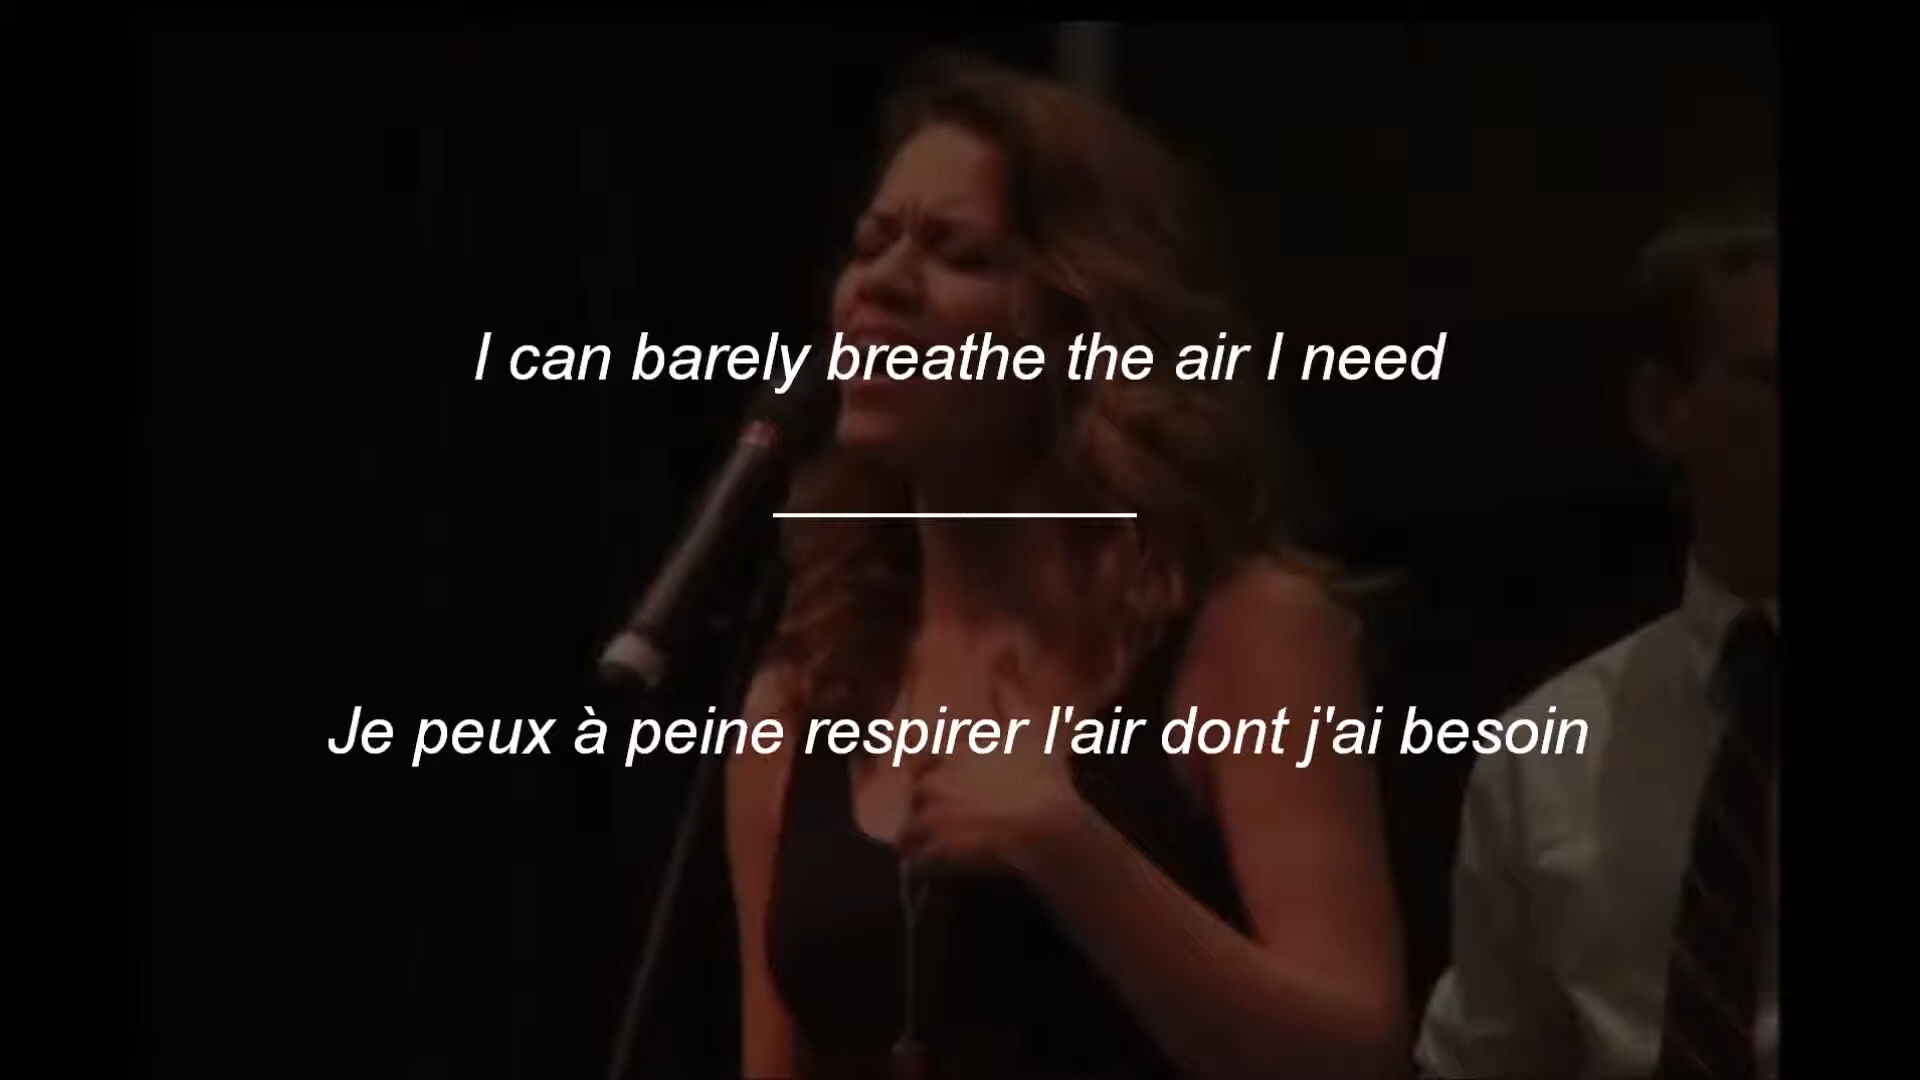 I can barely breathe the air I need
Je peux à peine respirer l'air dont j'ai besoin